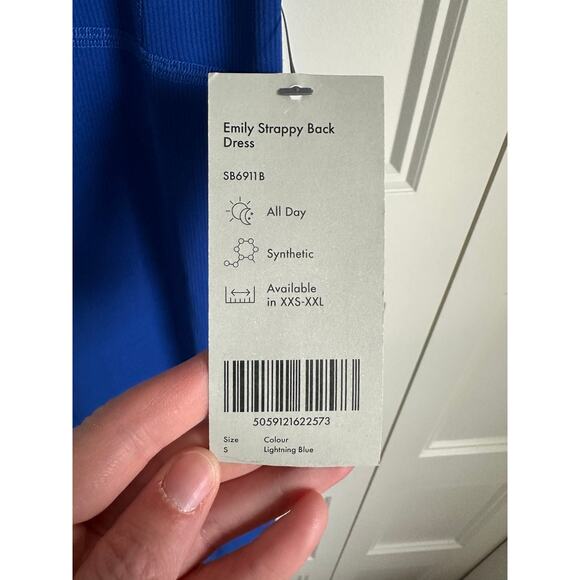 Emily Strappy Back
Dress
SB6911B
All Day
Synthetic
Available
in XXS-XXL
5059121622573
Size Colour
S Lightning Blue